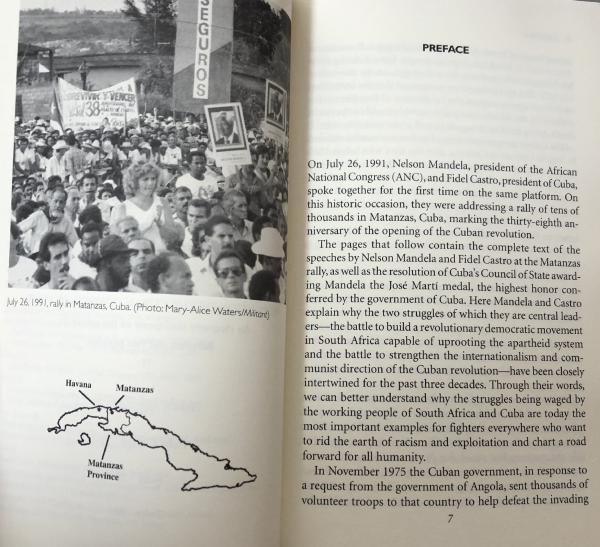 SEGUROS
SOBREVIVIR Y VENCER
38
July 26, 1991, rally in Matanzas, Cuba. (Photo: Mary-Alice Waters/Militant)
Havana
Matanzas
Matanzas
Province
PREFACE
On July 26, 1991, Nelson Mandela, president of the African
National Congress (ANC), and Fidel Castro, president of Cuba,
spoke together for the first time on the same platform. On
this historic occasion, they were addressing a rally of tens of
thousands in Matanzas, Cuba, marking the thirty-eighth an-
niversary of the opening of the Cuban revolution.
The pages that follow contain the complete text of the
speeches by Nelson Mandela and Fidel Castro at the Matanzas
rally, as well as the resolution of Cuba's Council of State award-
ing Mandela the José Martí medal, the highest honor con-
ferred by the government of Cuba. Here Mandela and Castro
explain why the two struggles of which they are central lead-
ers—the battle to build a revolutionary democratic movement
in South Africa capable of uprooting the apartheid system
and the battle to strengthen the internationalism and com-
munist direction of the Cuban revolution—have been closely
intertwined for the past three decades. Through their words,
we can better understand why the struggles being waged by
the working people of South Africa and Cuba are today the
most important examples for fighters everywhere who want
to rid the earth of racism and exploitation and chart a road
forward for all humanity.
In November 1975 the Cuban government, in response to
a request from the government of Angola, sent thousands of
volunteer troops to that country to help defeat the invading
7